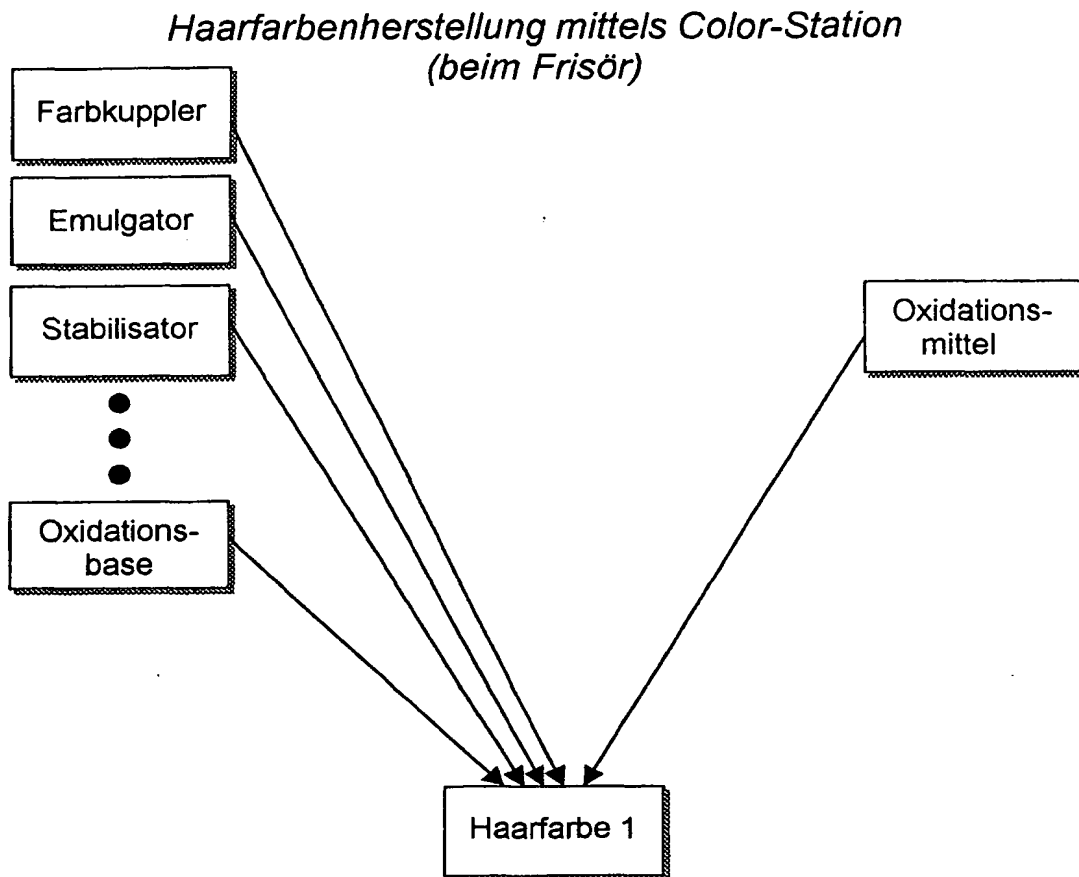 Haarfarbenherstellung mittels Color-Station
(beim Frisör)
Farbkuppler
Emulgator
Stabilisator
Oxidations-
base
Oxidations-
mittel
Haarfarbe 1